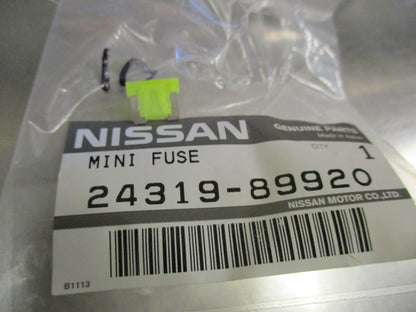 NISSAN
GENUINE PARTS
Made in Japan
MINI FUSE
QTY
1
24319-89920
NISSAN MOTOR CO.,LTD.
B1113